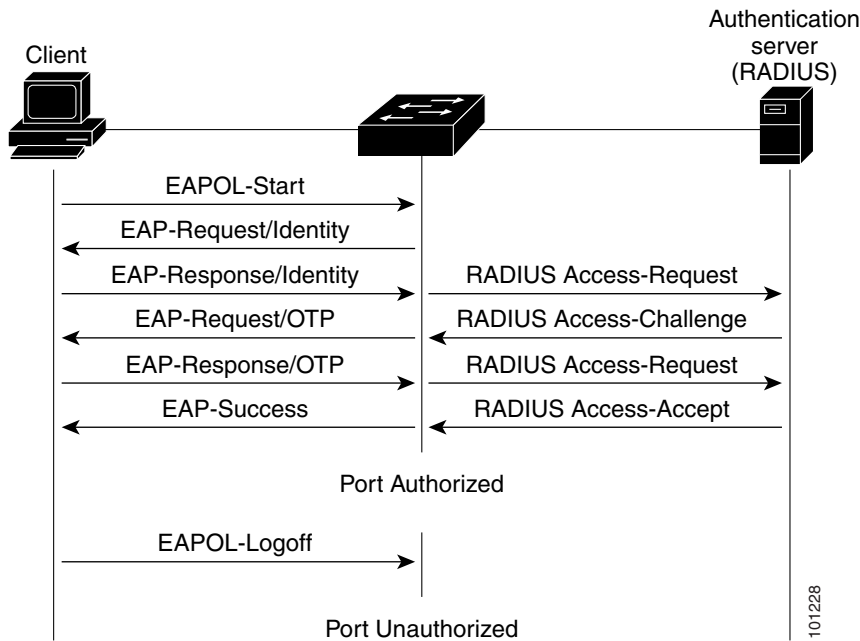 Client
Authentication
server
(RADIUS)
EAPOL-Start
EAP-Request/Identity
EAP-Response/Identity
RADIUS Access-Request
EAP-Request/OTP
RADIUS Access-Challenge
EAP-Response/OTP
RADIUS Access-Request
EAP-Success
RADIUS Access-Accept
Port Authorized
EAPOL-Logoff
Port Unauthorized
101228